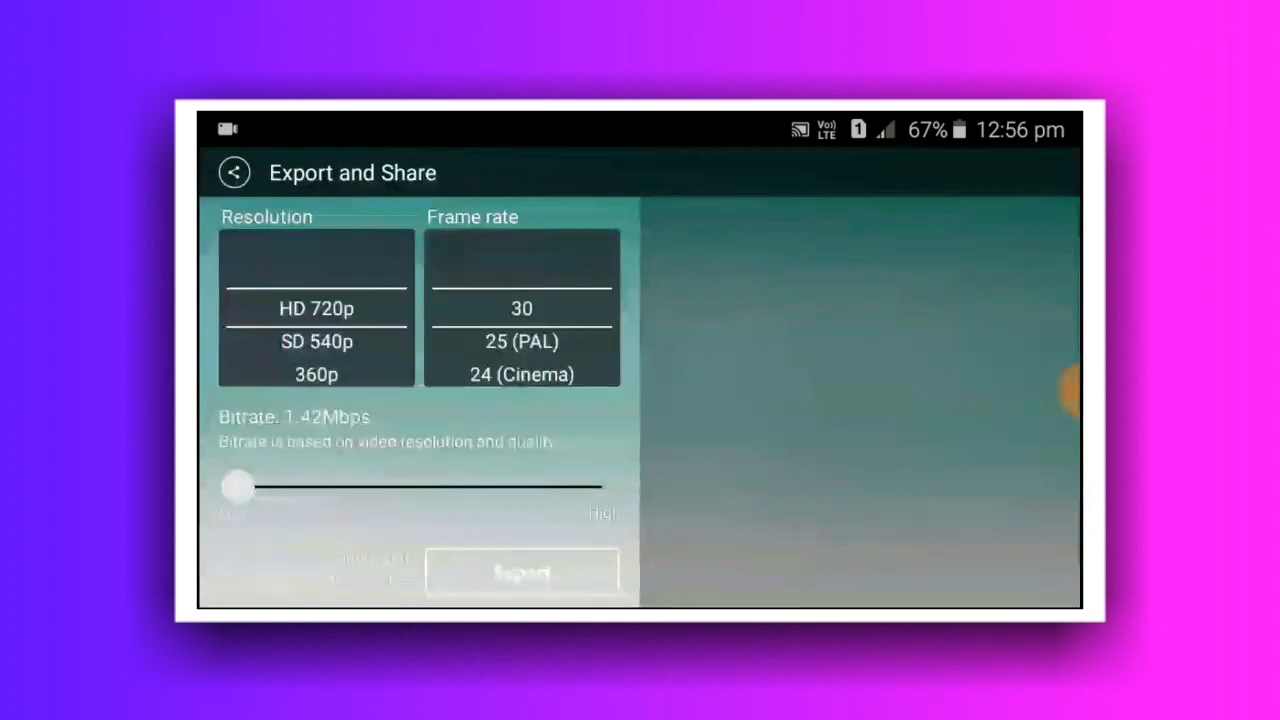 Vo) LTE 1 67% 12:56 pm
Export and Share
Resolution
Frame rate
HD 720p
30
SD 540p
25 (PAL)
360p
24 (Cinema)
Bitrate: 1.42Mbps
Bitrate is based on video resolution and quality
Low
High
Export